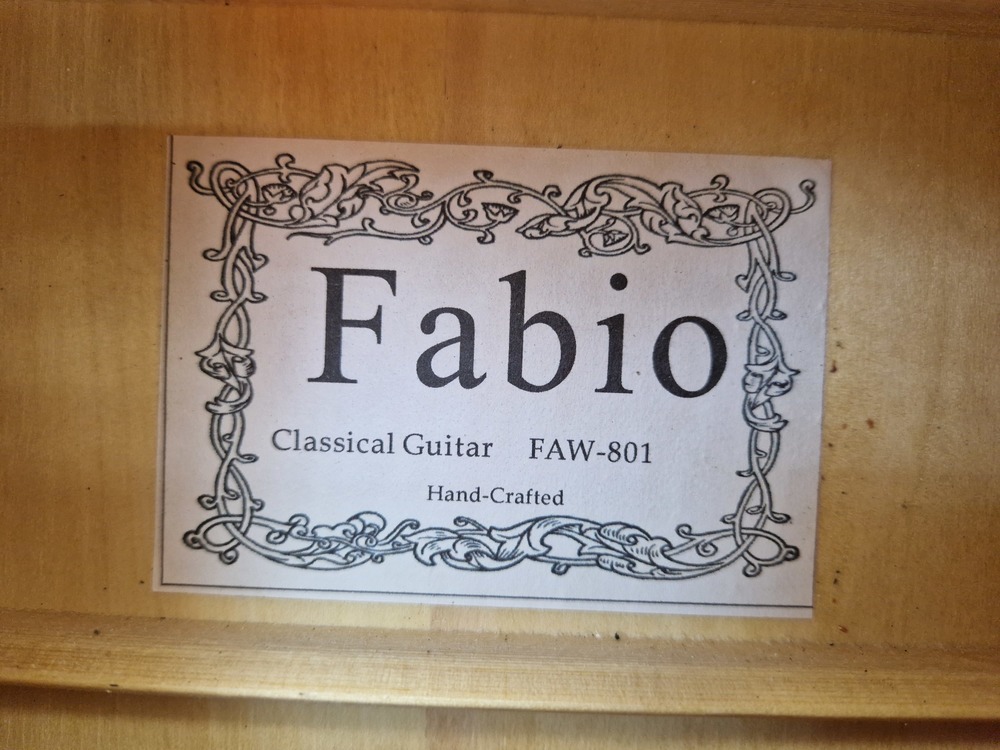 Fabio
Classical Guitar FAW-801
Hand-Crafted